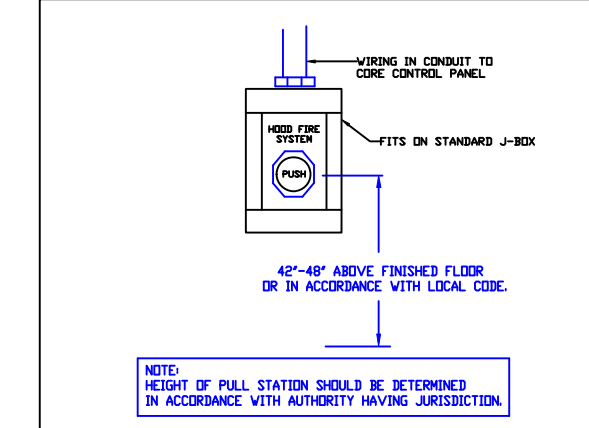 WIRING IN CONDUIT TO
CORE CONTROL PANEL
HOOD FIRE
SYSTEM
FITS ON STANDARD J-BOX
PUSH
42"-48" ABOVE FINISHED FLOOR
OR IN ACCORDANCE WITH LOCAL CODE.
NOTE:
HEIGHT OF PULL STATION SHOULD BE DETERMINED
IN ACCORDANCE WITH AUTHORITY HAVING JURISDICTION.